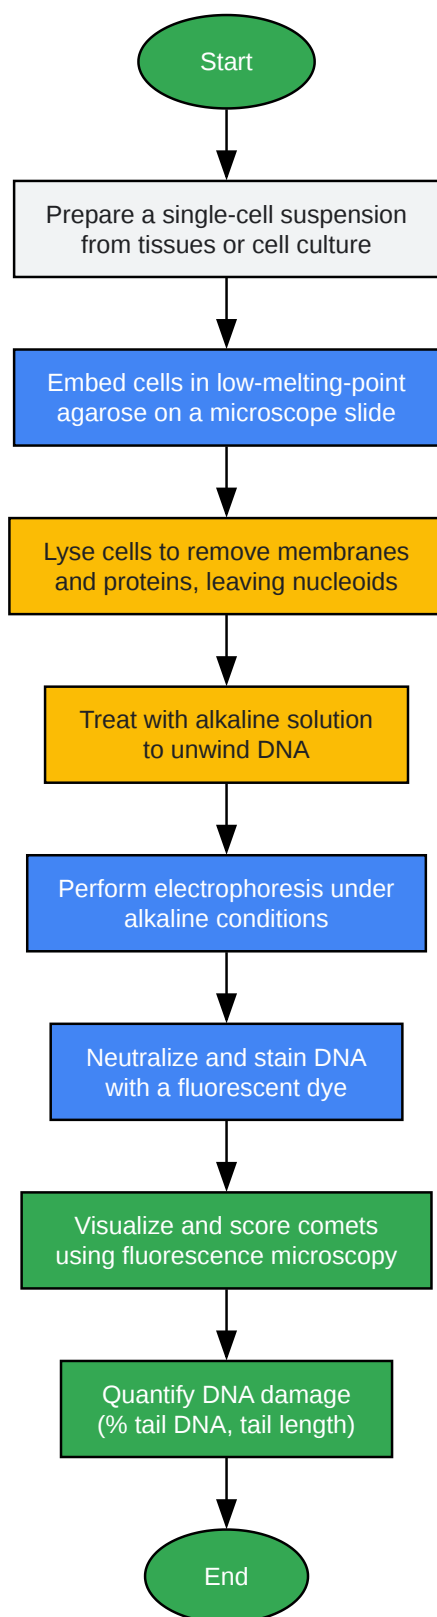 Start
Prepare a single-cell suspension
from tissues or cell culture
Embed cells in low-melting-point
agarose on a microscope slide
Lyse cells to remove membranes
and proteins, leaving nucleoids
Treat with alkaline solution
to unwind DNA
Perform electrophoresis under
alkaline conditions
Neutralize and stain DNA
with a fluorescent dye
Visualize and score comets
using fluorescence microscopy
Quantify DNA damage
(% tail DNA, tail length)
End